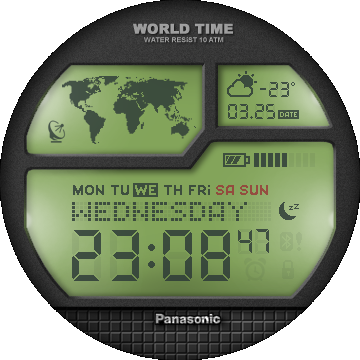 WORLD TIME
WATER RESIST 10 ATM
-23°
03.25 DATE
MON TU WE TH FRi SA SUN
WEDNESDAY zZ
23:08 47
Panasonic